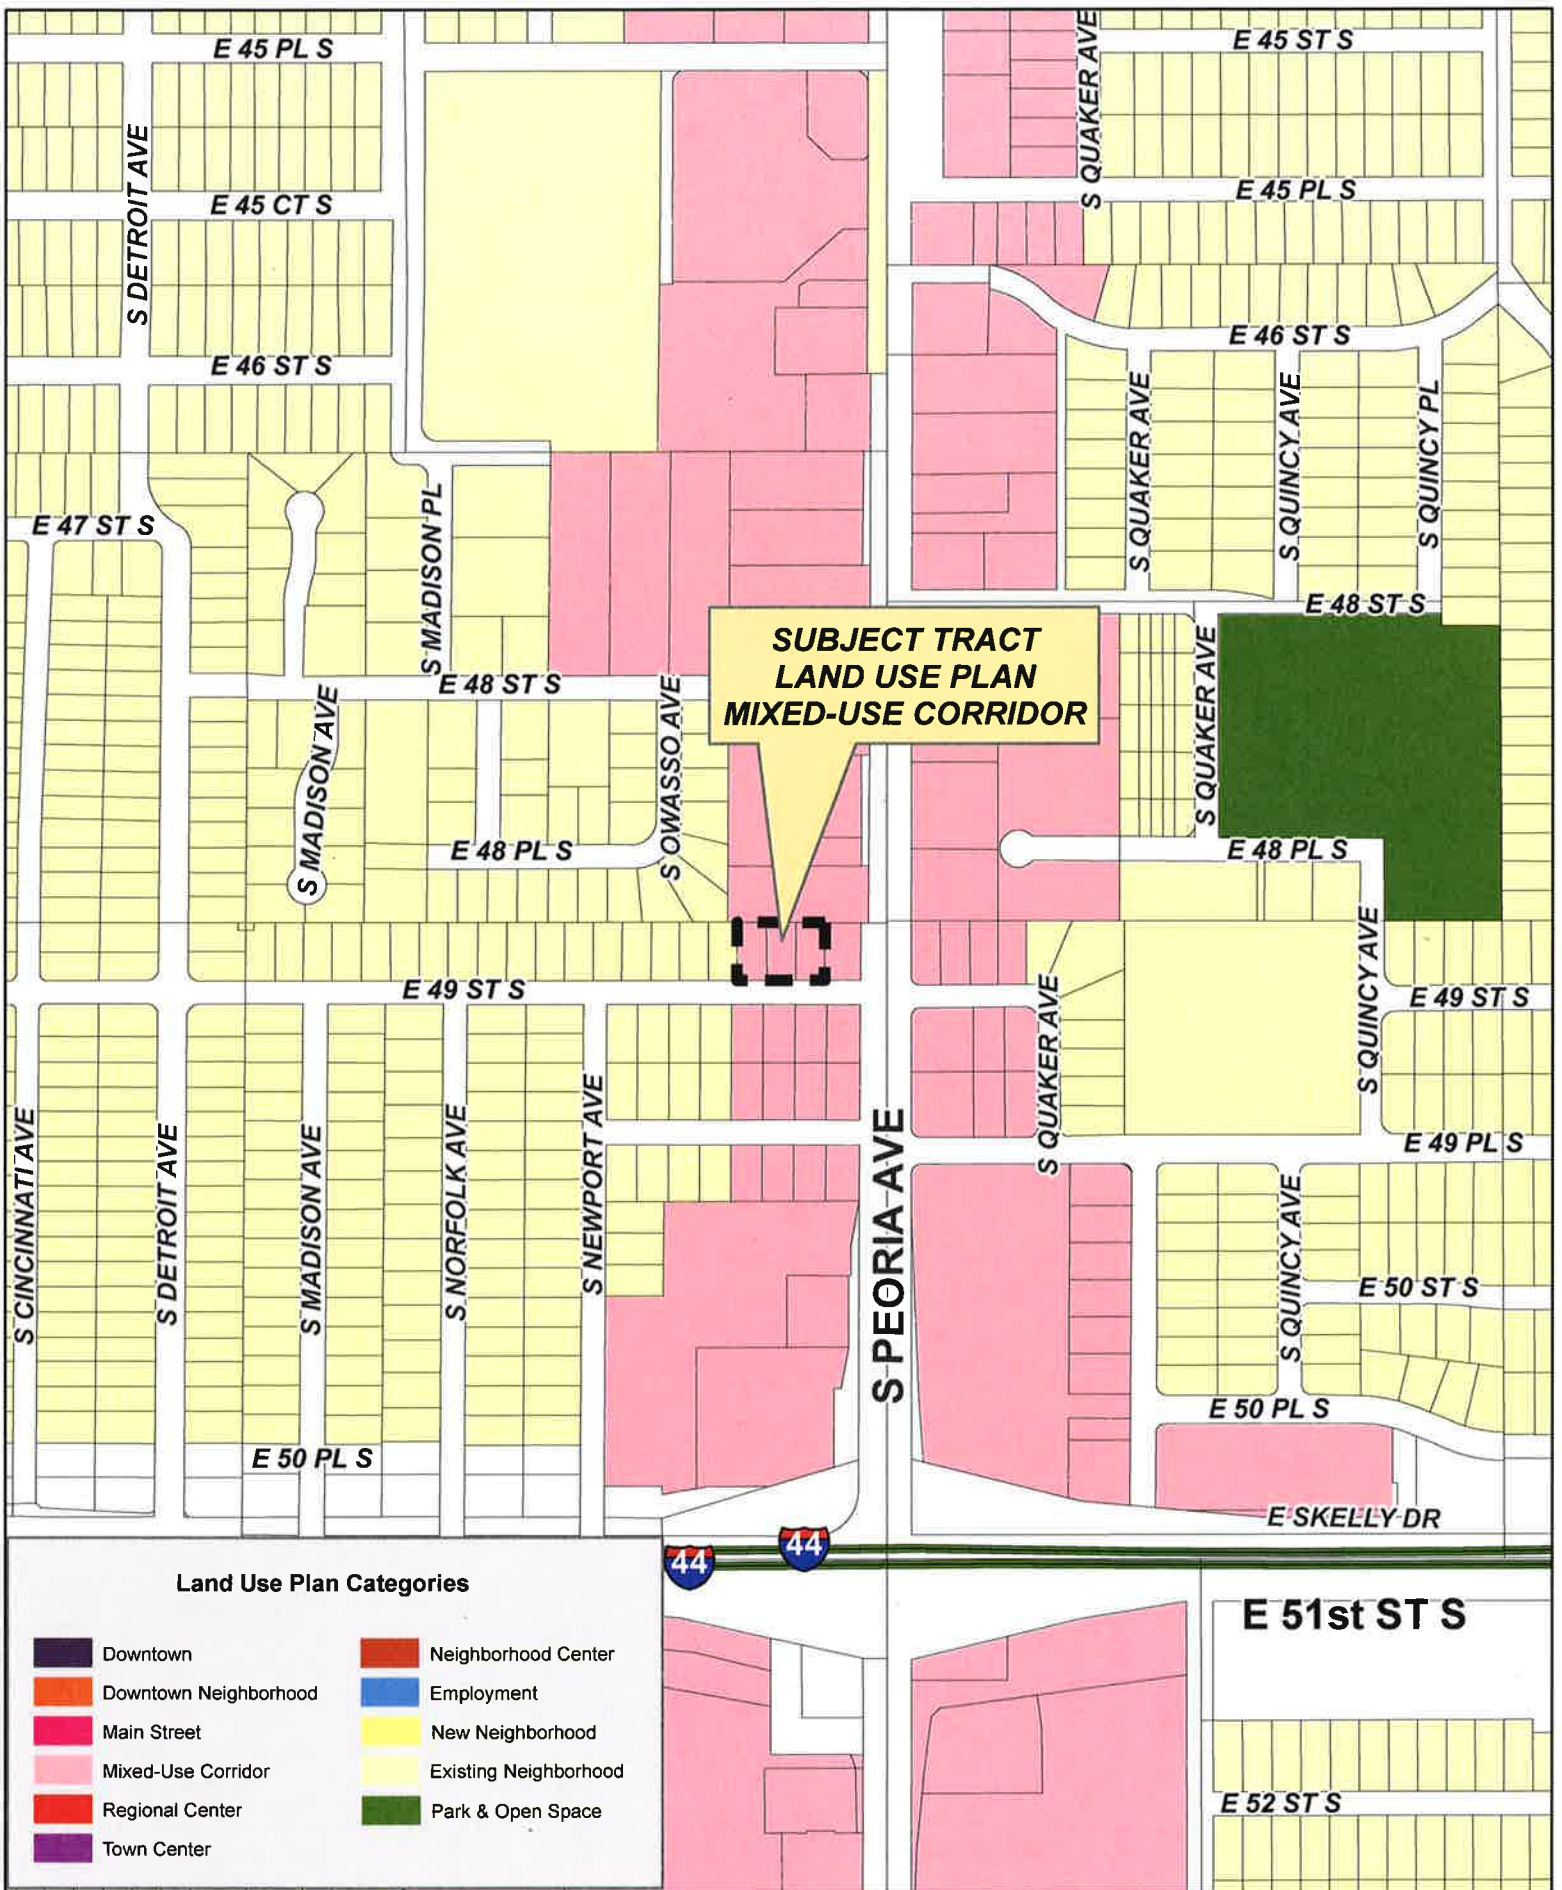 E 45 PL S
E 45 ST S
S QUAKER AVE
S DETROIT AVE
E 45 CT S
E 45 PL S
E 46 ST S
E 46 ST S
S QUAKER AVE
S QUINCY AVE
S QUINCY PL
E 47 ST S
S MADISON PL
E 48 ST S
SUBJECT TRACT
LAND USE PLAN
MIXED-USE CORRIDOR
E 48 ST S
S MADISON AVE
S OWASSO AVE
S QUAKER AVE
E 48 PL S
E 48 PL S
E 49 ST S
S QUAKER AVE
S QUINCY AVE
E 49 ST S
S CINCINNATI AVE
S DETROIT AVE
S MADISON AVE
S NORFOLK AVE
S NEWPORT AVE
S PEORIA AVE
E 49 PL S
S QUINCY AVE
E 50 ST S
E 50 PL S
E 50 PL S
E SKELLY DR
44
44
E 51st ST S
E 52 ST S
Land Use Plan Categories
Downtown
Downtown Neighborhood
Main Street
Mixed-Use Corridor
Regional Center
Town Center
Neighborhood Center
Employment
New Neighborhood
Existing Neighborhood
Park & Open Space